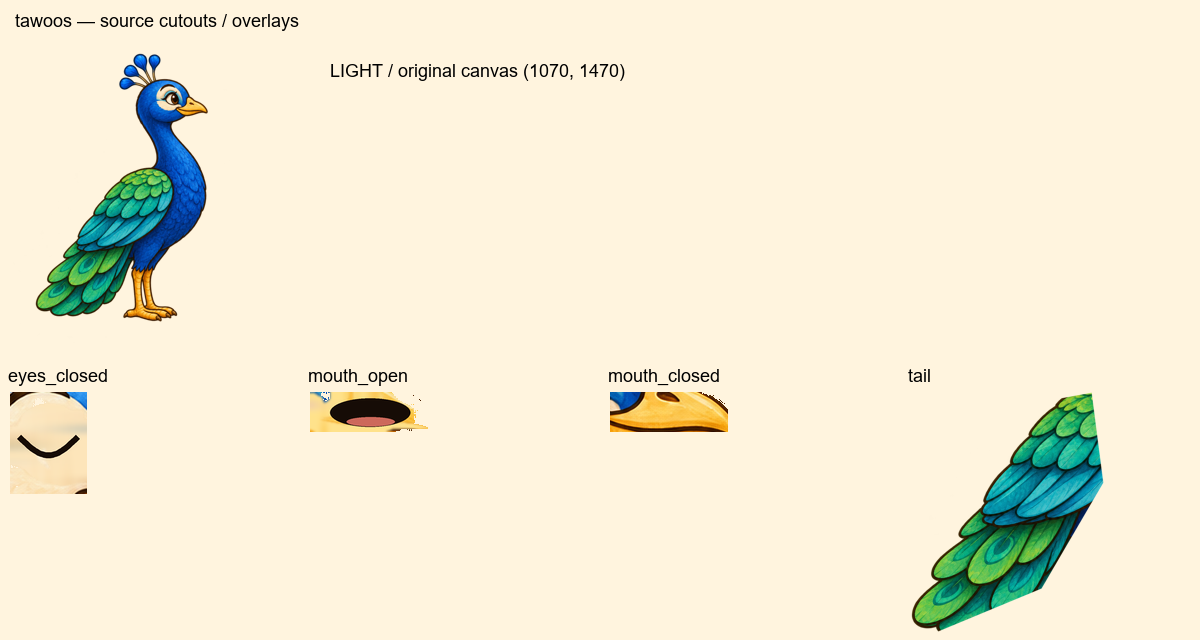 tawoos — source cutouts / overlays
LIGHT / original canvas (1070, 1470)
eyes_closed
mouth_open
mouth_closed
tail